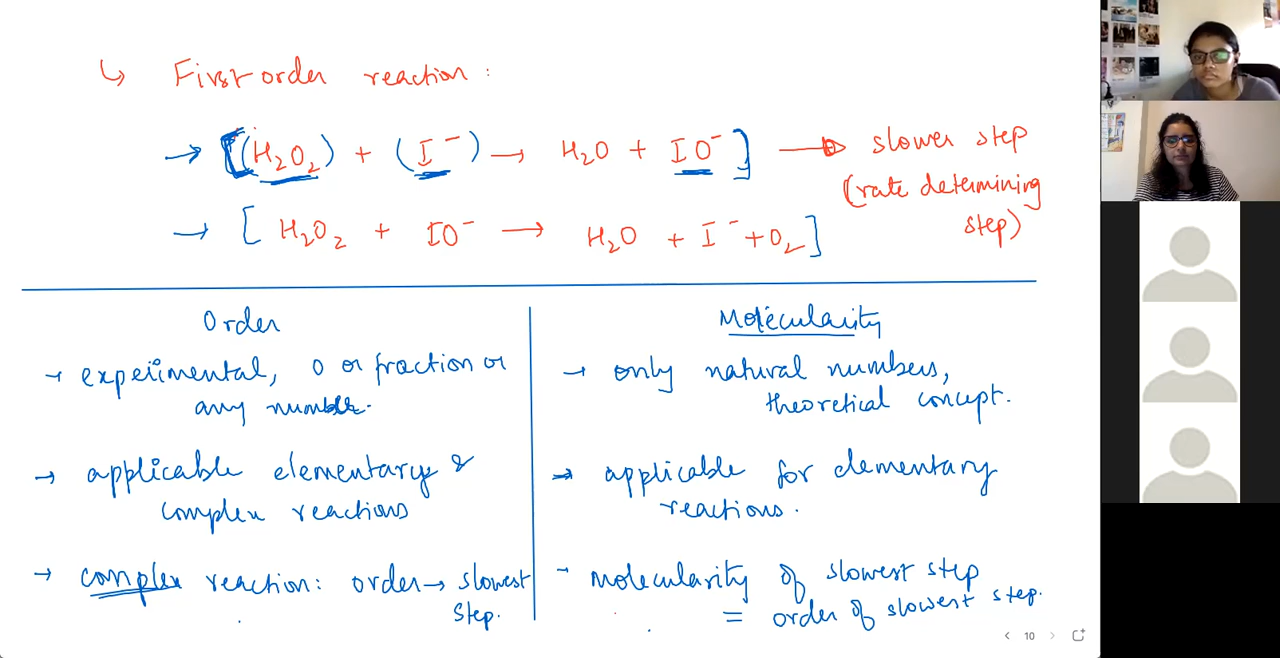 ↳ First order reaction :
→ [(H₂O₂) + (I⁻) → H₂O + IO⁻] → slower step
(rate determining
step)
→ [H₂O₂ + IO⁻ → H₂O + I⁻ + O₂]
Order
→ experimental, 0 or fraction or
any number.
→ applicable elementary &
complex reactions
→ complex reaction: order → slowest
step.
Molecularity
→ only natural numbers,
theoretical concept.
→ applicable for elementary
reactions.
- molecularity of slowest step
= order of slowest step.
< 10 >